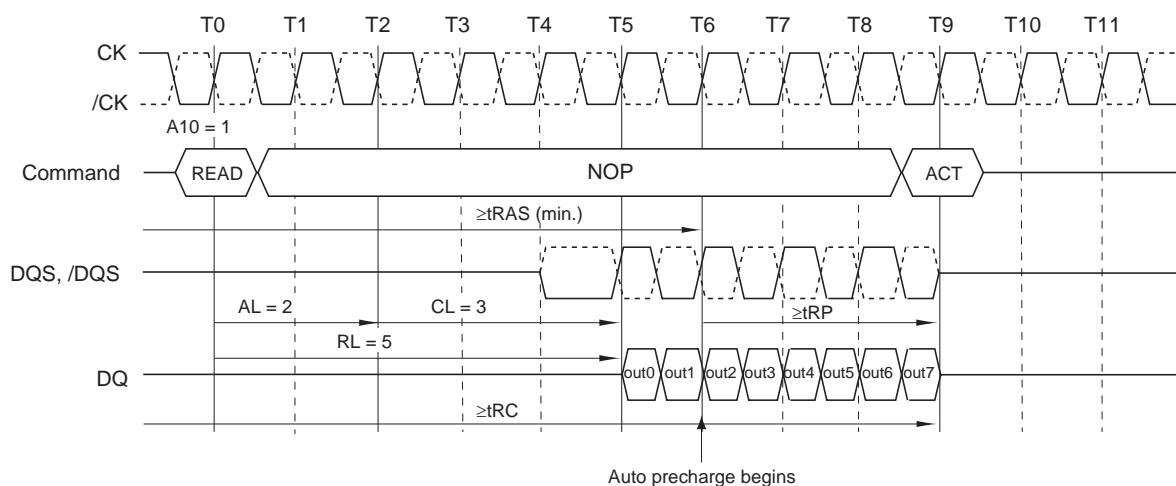 T0 T1 T2 T3 T4 T5 T6 T7 T8 T9 T10 T11
CK
/CK
A10 = 1
Command READ NOP ACT
≥tRAS (min.)
DQS, /DQS
AL = 2 CL = 3 ≥tRP
RL = 5
DQ out0 out1 out2 out3 out4 out5 out6 out7
≥tRC
Auto precharge begins